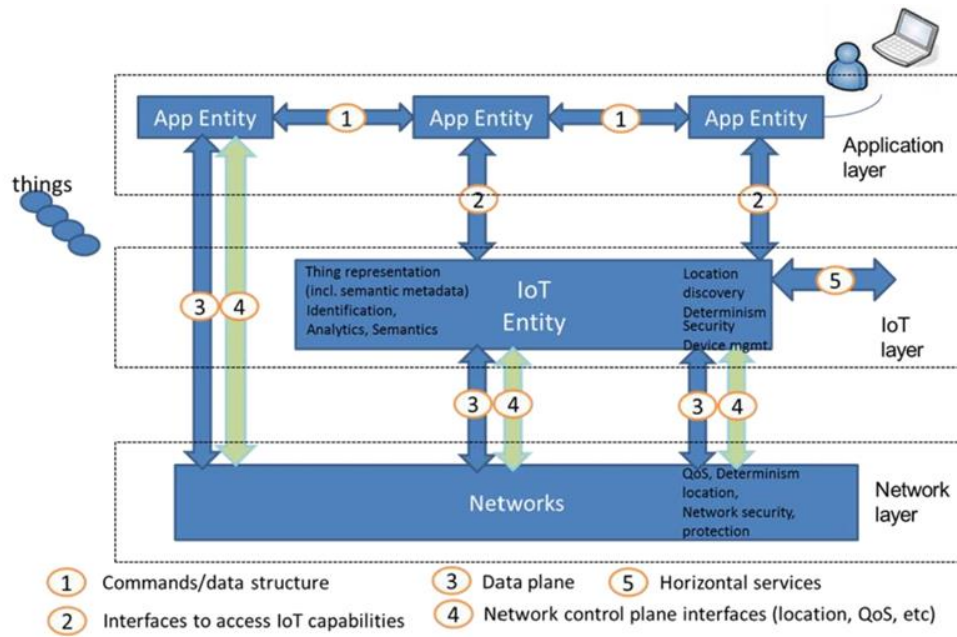 App Entity
1
App Entity
1
App Entity
Application
layer
things
2
2
Thing representation
(incl. semantic metadata)
Identification,
Analytics, Semantics
IoT
Entity
Location
discovery
Determinism
Security
Device mgmt.
5
IoT
layer
3
4
3
4
3
4
Networks
QoS, Determinism
location,
Network security,
protection
Network
layer
1 Commands/data structure
3 Data plane
5 Horizontal services
2 Interfaces to access IoT capabilities
4 Network control plane interfaces (location, QoS, etc)